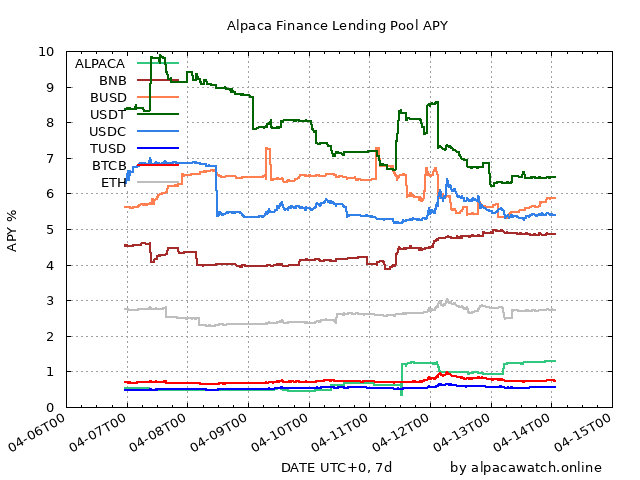 Alpaca Finance Lending Pool APY
10
9
8
7
6
5
4
3
2
1
0
APY %
ALPACA
BNB
BUSD
USDT
USDC
TUSD
BTCB
ETH
04-06T00
04-07T00
04-08T00
04-09T00
04-10T00
04-11T00
04-12T00
04-13T00
04-14T00
04-15T00
DATE UTC+0, 7d
by alpacawatch.online